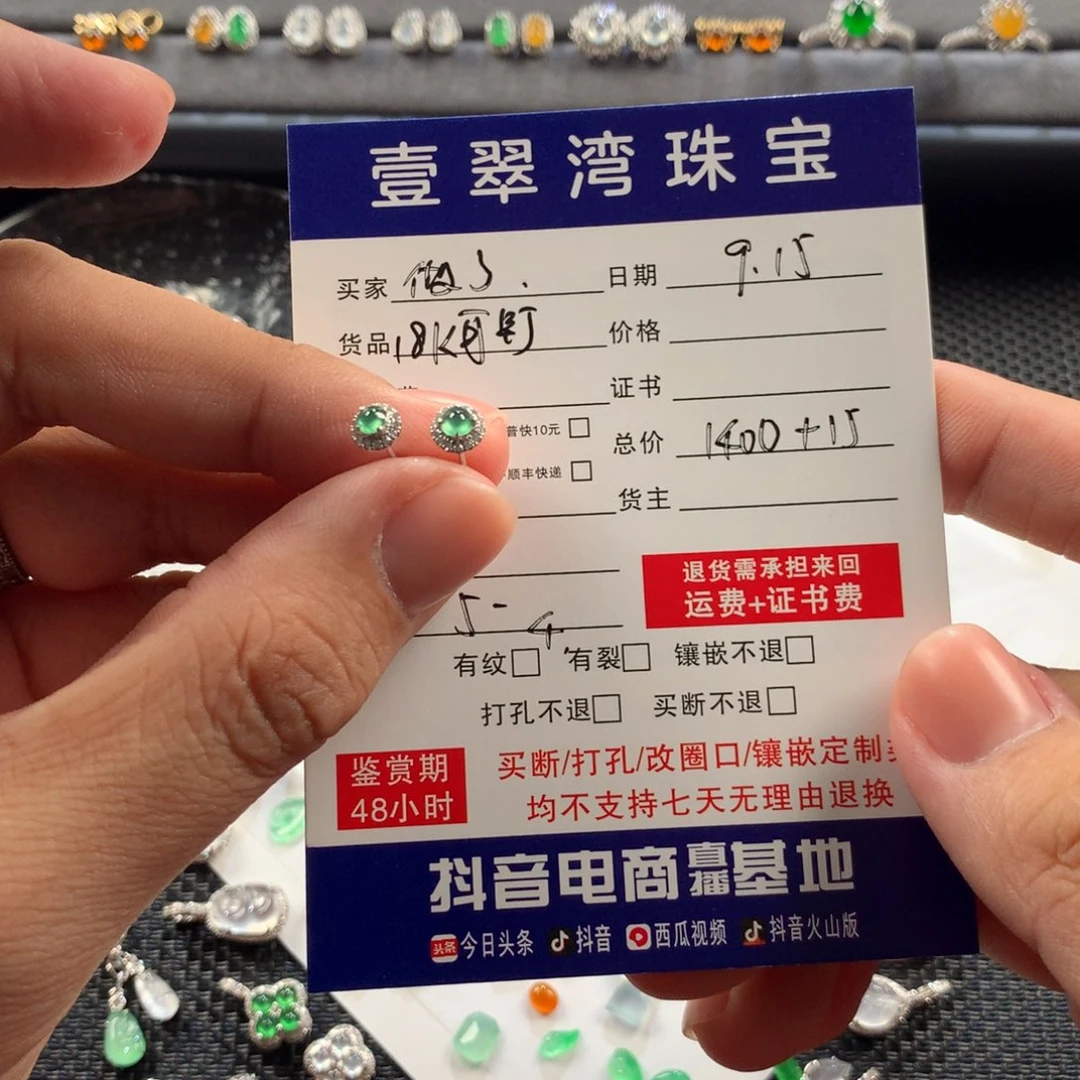 壹翠湾珠宝
买家 日期 9.15
货品 18K耳钉 价格
证书
普快10元 总价 1400+15
顺丰快递
货主
退货需承担来回
运费+证书费
5-4
有纹 有裂 镶嵌不退
打孔不退 买断不退
鉴赏期 买断/打孔/改圈口/镶嵌定制
48小时 均不支持七天无理由退换
抖音电商直播基地
头条 今日头条 抖音 西瓜视频 抖音火山版